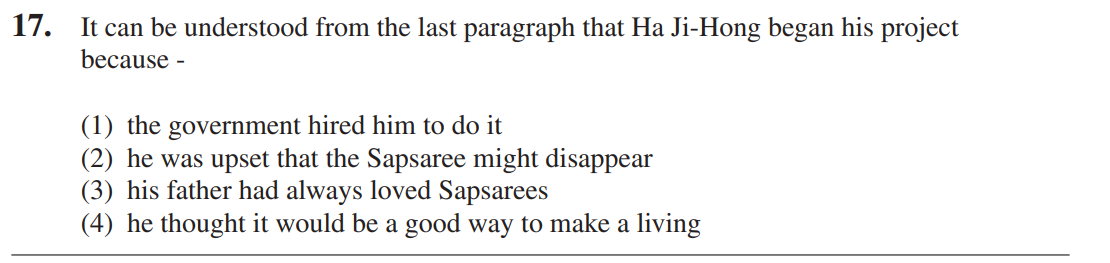 17. It can be understood from the last paragraph that Ha Ji-Hong began his project
because -
(1) the government hired him to do it
(2) he was upset that the Sapsaree might disappear
(3) his father had always loved Sapsarees
(4) he thought it would be a good way to make a living